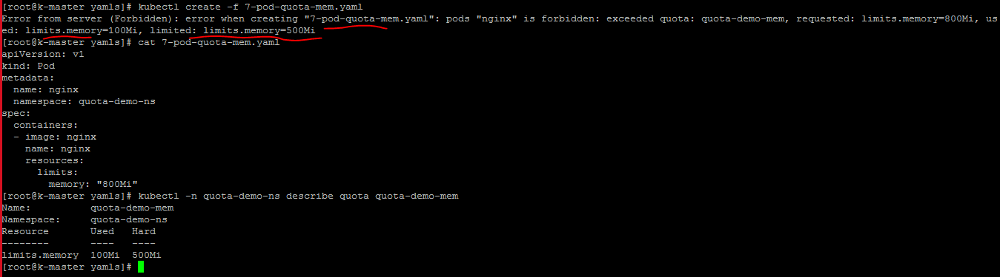 [root@k-master yamls]# kubectl create -f 7-pod-quota-mem.yaml
Error from server (Forbidden): error when creating "7-pod-quota-mem.yaml": pods "nginx" is forbidden: exceeded quota: quota-demo-mem, requested: limits.memory=800Mi, us
ed: limits.memory=100Mi, limited: limits.memory=500Mi
[root@k-master yamls]# cat 7-pod-quota-mem.yaml
apiVersion: v1
kind: Pod
metadata:
  name: nginx
  namespace: quota-demo-ns
spec:
  containers:
  - image: nginx
    name: nginx
    resources:
      limits:
        memory: "800Mi"
[root@k-master yamls]# kubectl -n quota-demo-ns describe quota quota-demo-mem
Name:           quota-demo-mem
Namespace:      quota-demo-ns
Resource        Used   Hard
--------        ----   ----
limits.memory  100Mi  500Mi
[root@k-master yamls]#